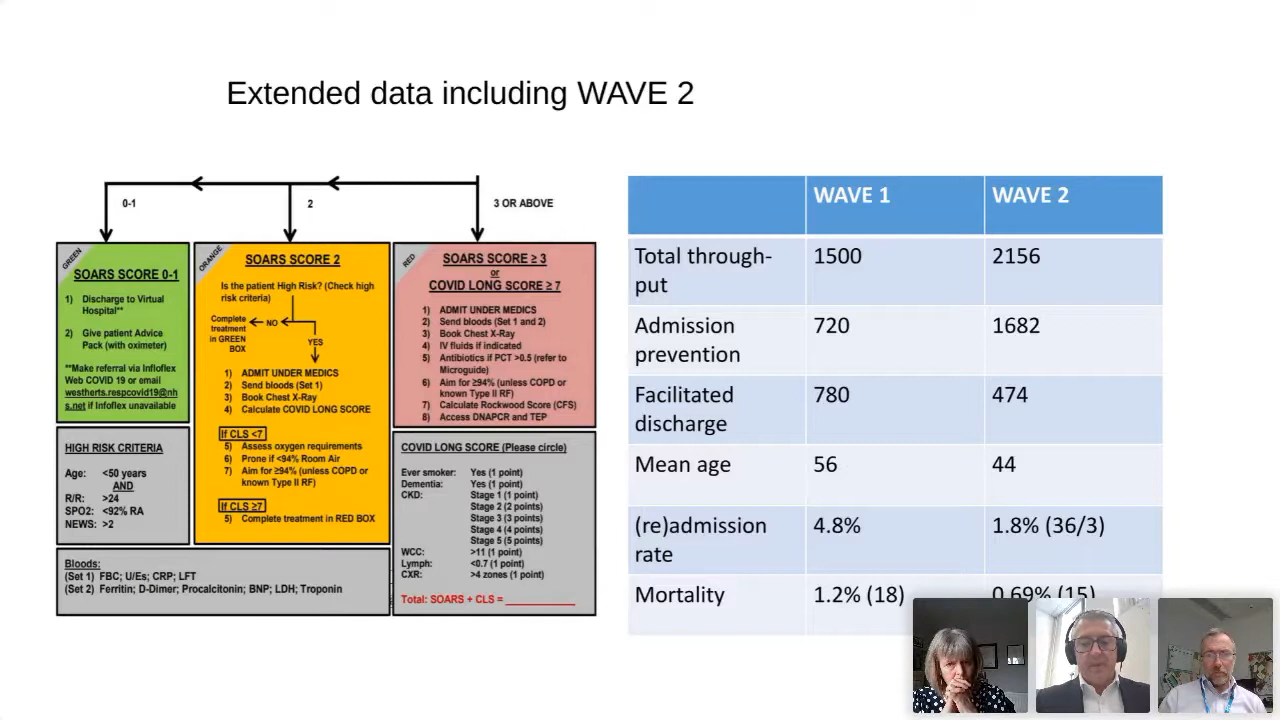 Extended data including WAVE 2
0-1
2
3 OR ABOVE
GREEN
SOARS SCORE 0-1
1) Discharge to Virtual
Hospital**
2) Give patient Advice
Pack (with oximeter)
**Make referral via Infloflex
Web COVID 19 or email
westherts.respcovid19@nh
s.net if Infoflex unavailable
ORANGE
SOARS SCORE 2
Is the patient High Risk? (Check high
risk criteria)
Complete
treatment
in GREEN
BOX
NO
YES
1) ADMIT UNDER MEDICS
2) Send bloods (Set 1)
3) Book Chest X-Ray
4) Calculate COVID LONG SCORE
If CLS <7
5) Assess oxygen requirements
6) Prone if <94% Room Air
7) Aim for ≥94% (unless COPD or
known Type II RF)
If CLS ≥7
5) Complete treatment in RED BOX
RED
SOARS SCORE ≥ 3
or
COVID LONG SCORE ≥ 7
1) ADMIT UNDER MEDICS
2) Send bloods (Set 1 and 2)
3) Book Chest X-Ray
4) IV fluids if indicated
5) Antibiotics if PCT >0.5 (refer to
Microguide)
6) Aim for ≥94% (unless COPD or
known Type II RF)
7) Calculate Rockwood Score (CFS)
8) Access DNAPCR and TEP
HIGH RISK CRITERIA
Age: <50 years
AND
R/R: >24
SPO2: <92% RA
NEWS: >2
COVID LONG SCORE (Please circle)
Ever smoker: Yes (1 point)
Dementia: Yes (1 point)
CKD: Stage 1 (1 point)
Stage 2 (2 points)
Stage 3 (3 points)
Stage 4 (4 points)
Stage 5 (5 points)
WCC: >11 (1 point)
Lymph: <0.7 (1 point)
CXR: >4 zones (1 point)
Total: SOARS + CLS = ____________
Bloods:
(Set 1) FBC; U/Es; CRP; LFT
(Set 2) Ferritin; D-Dimer; Procalcitonin; BNP; LDH; Troponin
WAVE 1 WAVE 2
Total through-
put 1500 2156
Admission
prevention 720 1682
Facilitated
discharge 780 474
Mean age 56 44
(re)admission
rate 4.8% 1.8% (36/3)
Mortality 1.2% (18) 0.69% (15)